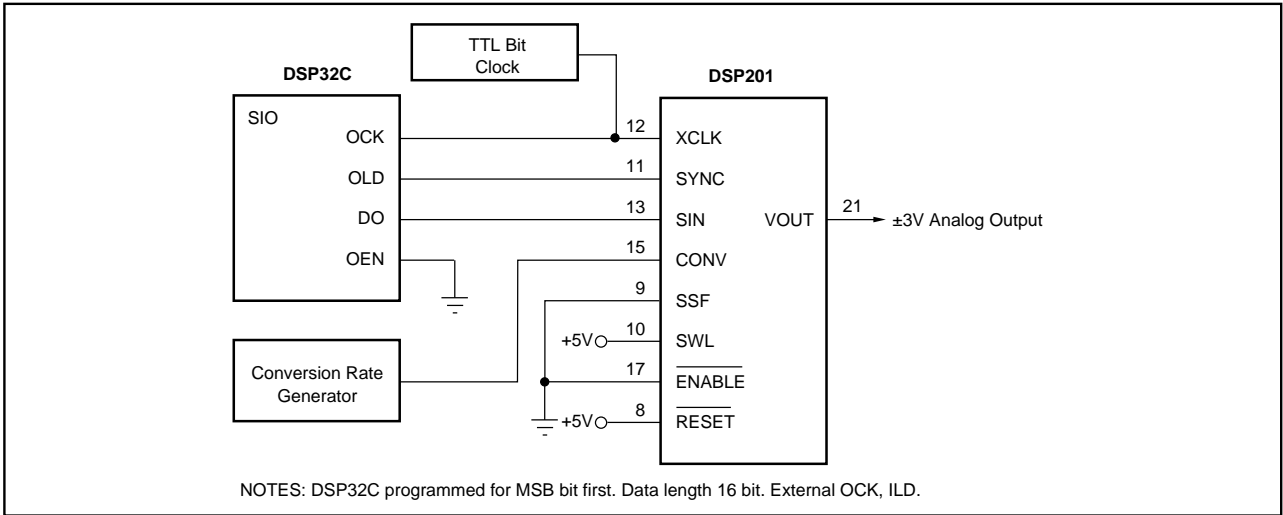 TTL Bit
Clock
DSP32C
DSP201
SIO
OCK
12
XCLK
OLD
11
SYNC
DO
13
SIN
VOUT
21
±3V Analog Output
OEN
15
CONV
9
SSF
+5V
10
SWL
Conversion Rate
Generator
17
ENABLE
+5V
8
RESET
NOTES: DSP32C programmed for MSB bit first. Data length 16 bit. External OCK, ILD.